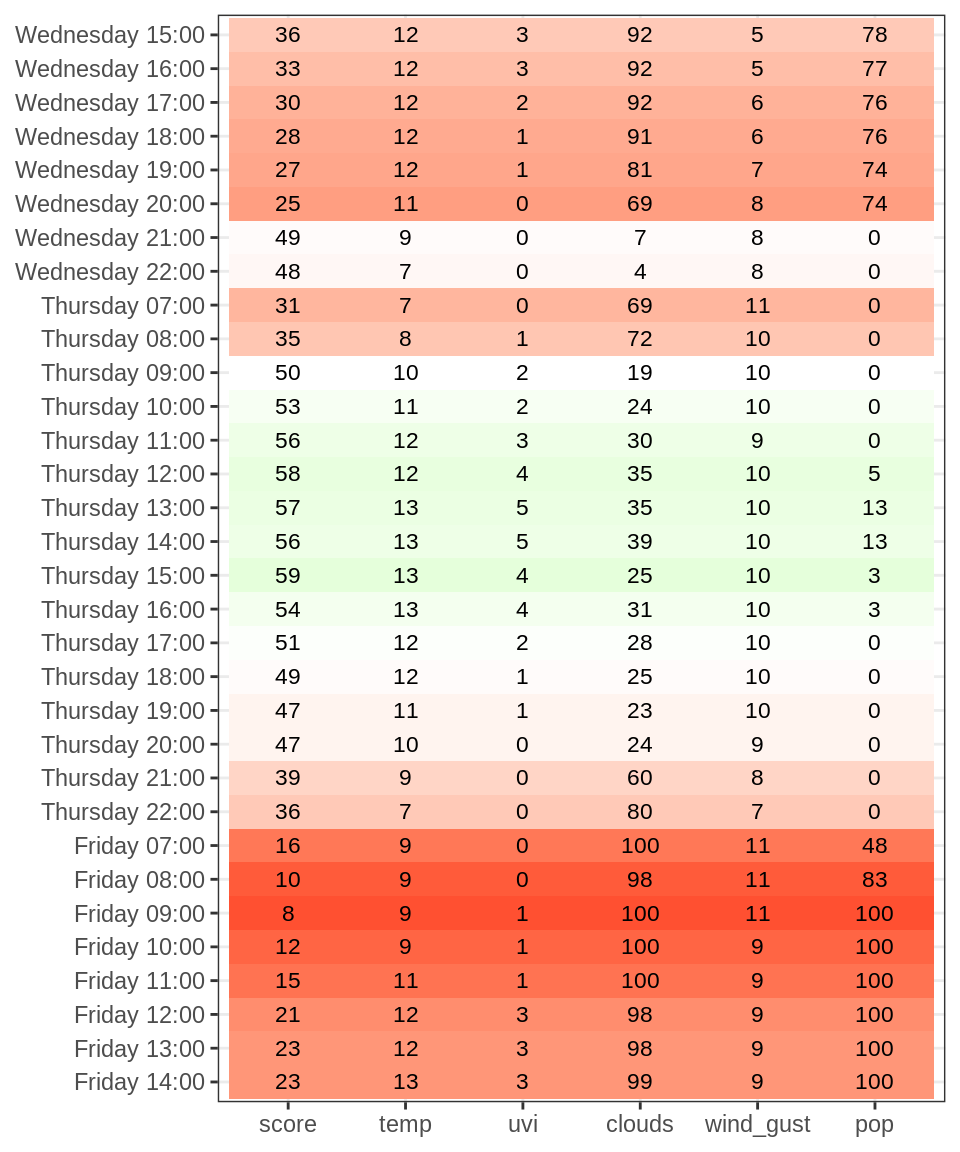 Wednesday 15:00 36 12 3 92 5 78
Wednesday 16:00 33 12 3 92 5 77
Wednesday 17:00 30 12 2 92 6 76
Wednesday 18:00 28 12 1 91 6 76
Wednesday 19:00 27 12 1 81 7 74
Wednesday 20:00 25 11 0 69 8 74
Wednesday 21:00 49 9 0 7 8 0
Wednesday 22:00 48 7 0 4 8 0
Thursday 07:00 31 7 0 69 11 0
Thursday 08:00 35 8 1 72 10 0
Thursday 09:00 50 10 2 19 10 0
Thursday 10:00 53 11 2 24 10 0
Thursday 11:00 56 12 3 30 9 0
Thursday 12:00 58 12 4 35 10 5
Thursday 13:00 57 13 5 35 10 13
Thursday 14:00 56 13 5 39 10 13
Thursday 15:00 59 13 4 25 10 3
Thursday 16:00 54 13 4 31 10 3
Thursday 17:00 51 12 2 28 10 0
Thursday 18:00 49 12 1 25 10 0
Thursday 19:00 47 11 1 23 10 0
Thursday 20:00 47 10 0 24 9 0
Thursday 21:00 39 9 0 60 8 0
Thursday 22:00 36 7 0 80 7 0
Friday 07:00 16 9 0 100 11 48
Friday 08:00 10 9 0 98 11 83
Friday 09:00 8 9 1 100 11 100
Friday 10:00 12 9 1 100 9 100
Friday 11:00 15 11 1 100 9 100
Friday 12:00 21 12 3 98 9 100
Friday 13:00 23 12 3 98 9 100
Friday 14:00 23 13 3 99 9 100
score temp uvi clouds wind_gust pop